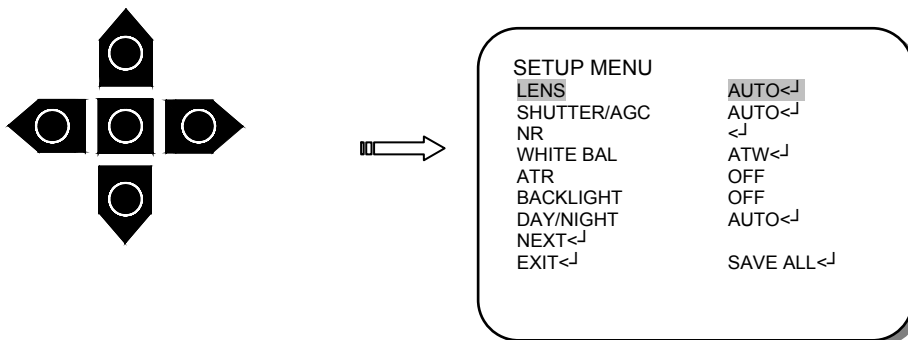 SETUP MENU
LENS AUTO<┘
SHUTTER/AGC AUTO<┘
NR <┘
WHITE BAL ATW<┘
ATR OFF
BACKLIGHT OFF
DAY/NIGHT AUTO<┘
NEXT<┘
EXIT<┘ SAVE ALL<┘